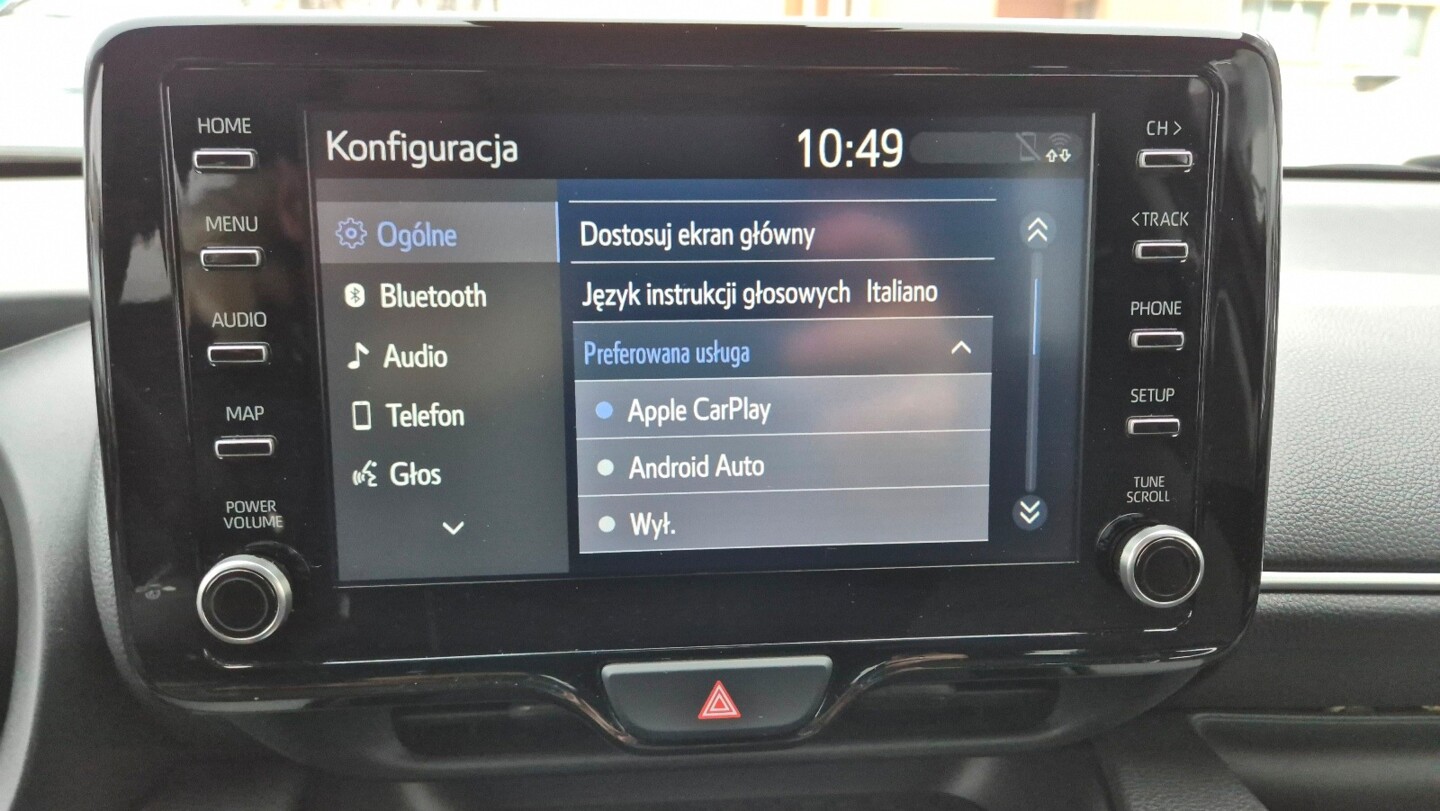 HOME
MENU
AUDIO
MAP
POWER
VOLUME
Konfiguracja
10:49
Ogólne
Bluetooth
Audio
Telefon
Głos
Dostosuj ekran główny
Język instrukcji głosowych Italiano
Preferowana usługa
Apple CarPlay
Android Auto
Wył.
CH >
<TRACK
PHONE
SETUP
TUNE
SCROLL